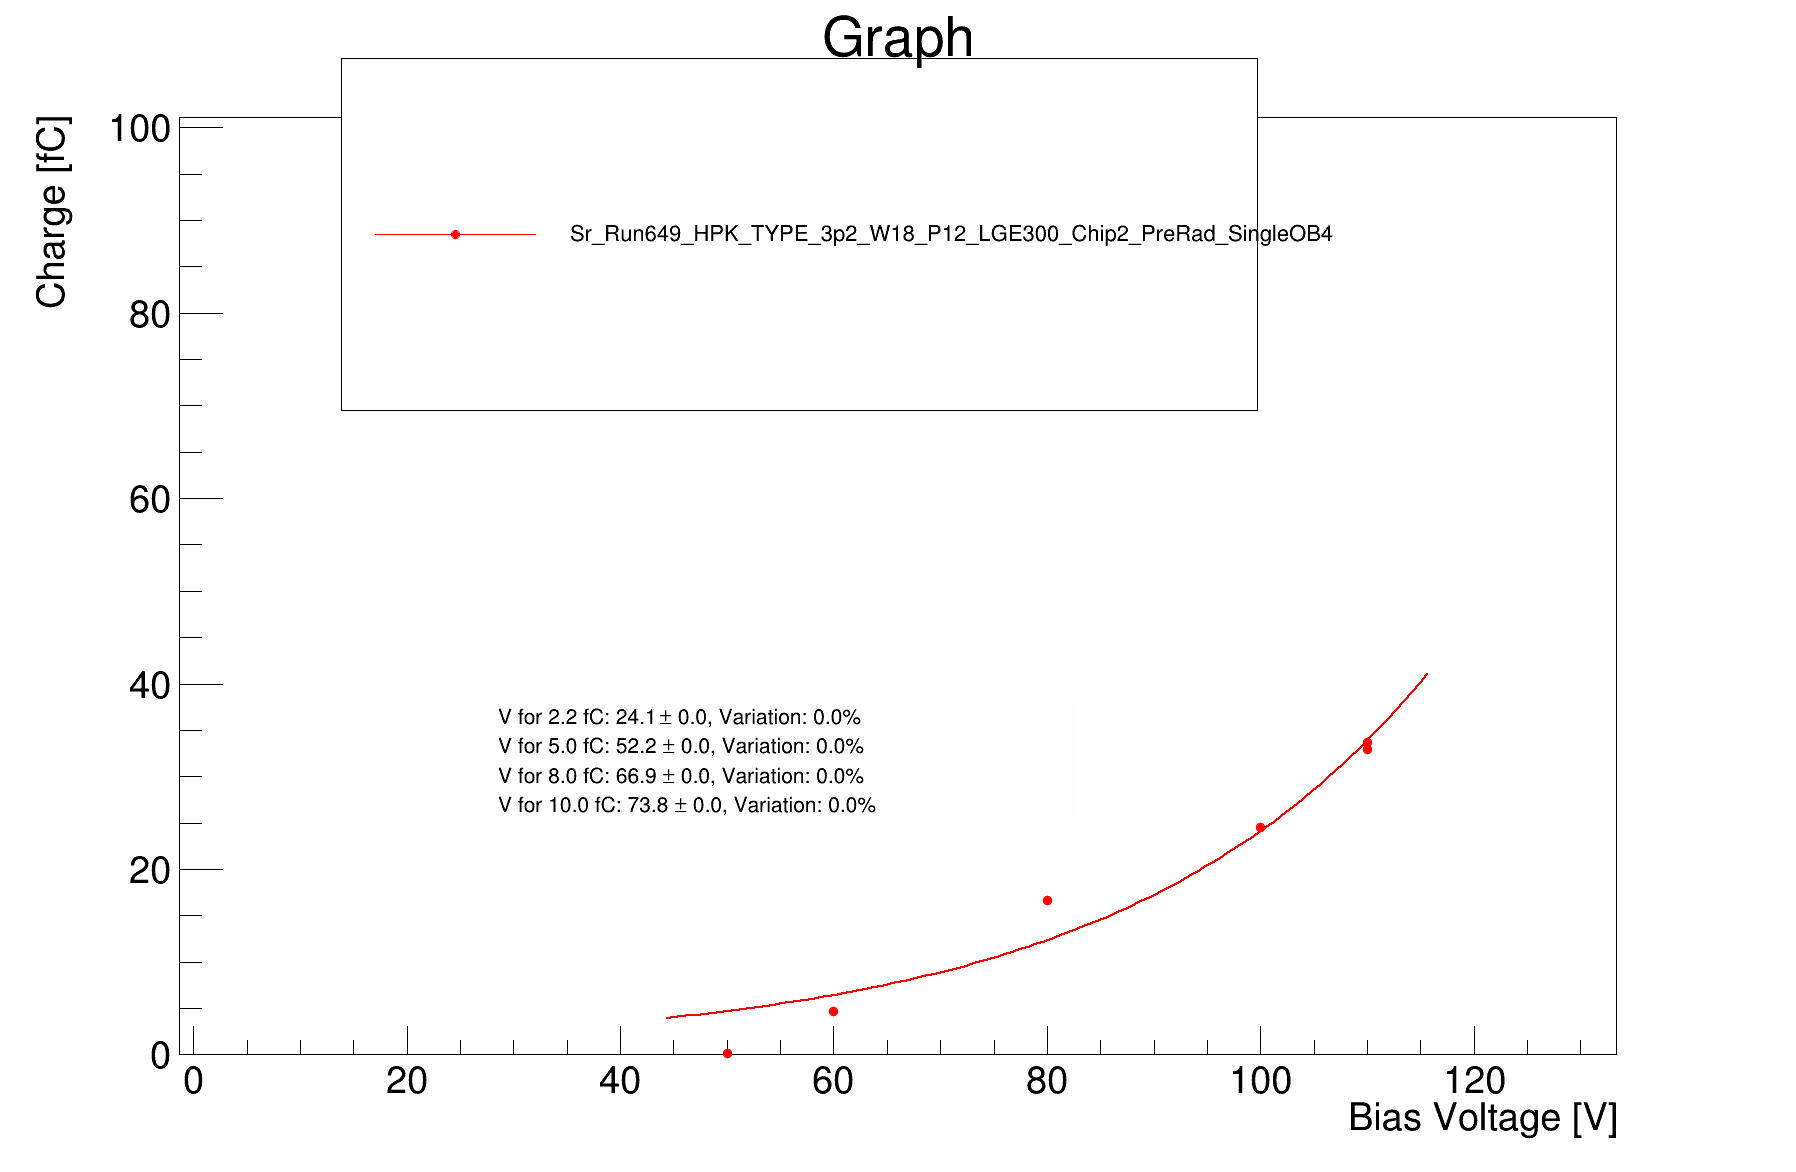 Graph
Charge [fC]
100
80
60
40
20
0
Sr_Run649_HPK_TYPE_3p2_W18_P12_LGE300_Chip2_PreRad_SingleOB4
V for 2.2 fC: 24.1 ± 0.0, Variation: 0.0%
V for 5.0 fC: 52.2 ± 0.0, Variation: 0.0%
V for 8.0 fC: 66.9 ± 0.0, Variation: 0.0%
V for 10.0 fC: 73.8 ± 0.0, Variation: 0.0%
0 20 40 60 80 100 120
Bias Voltage [V]